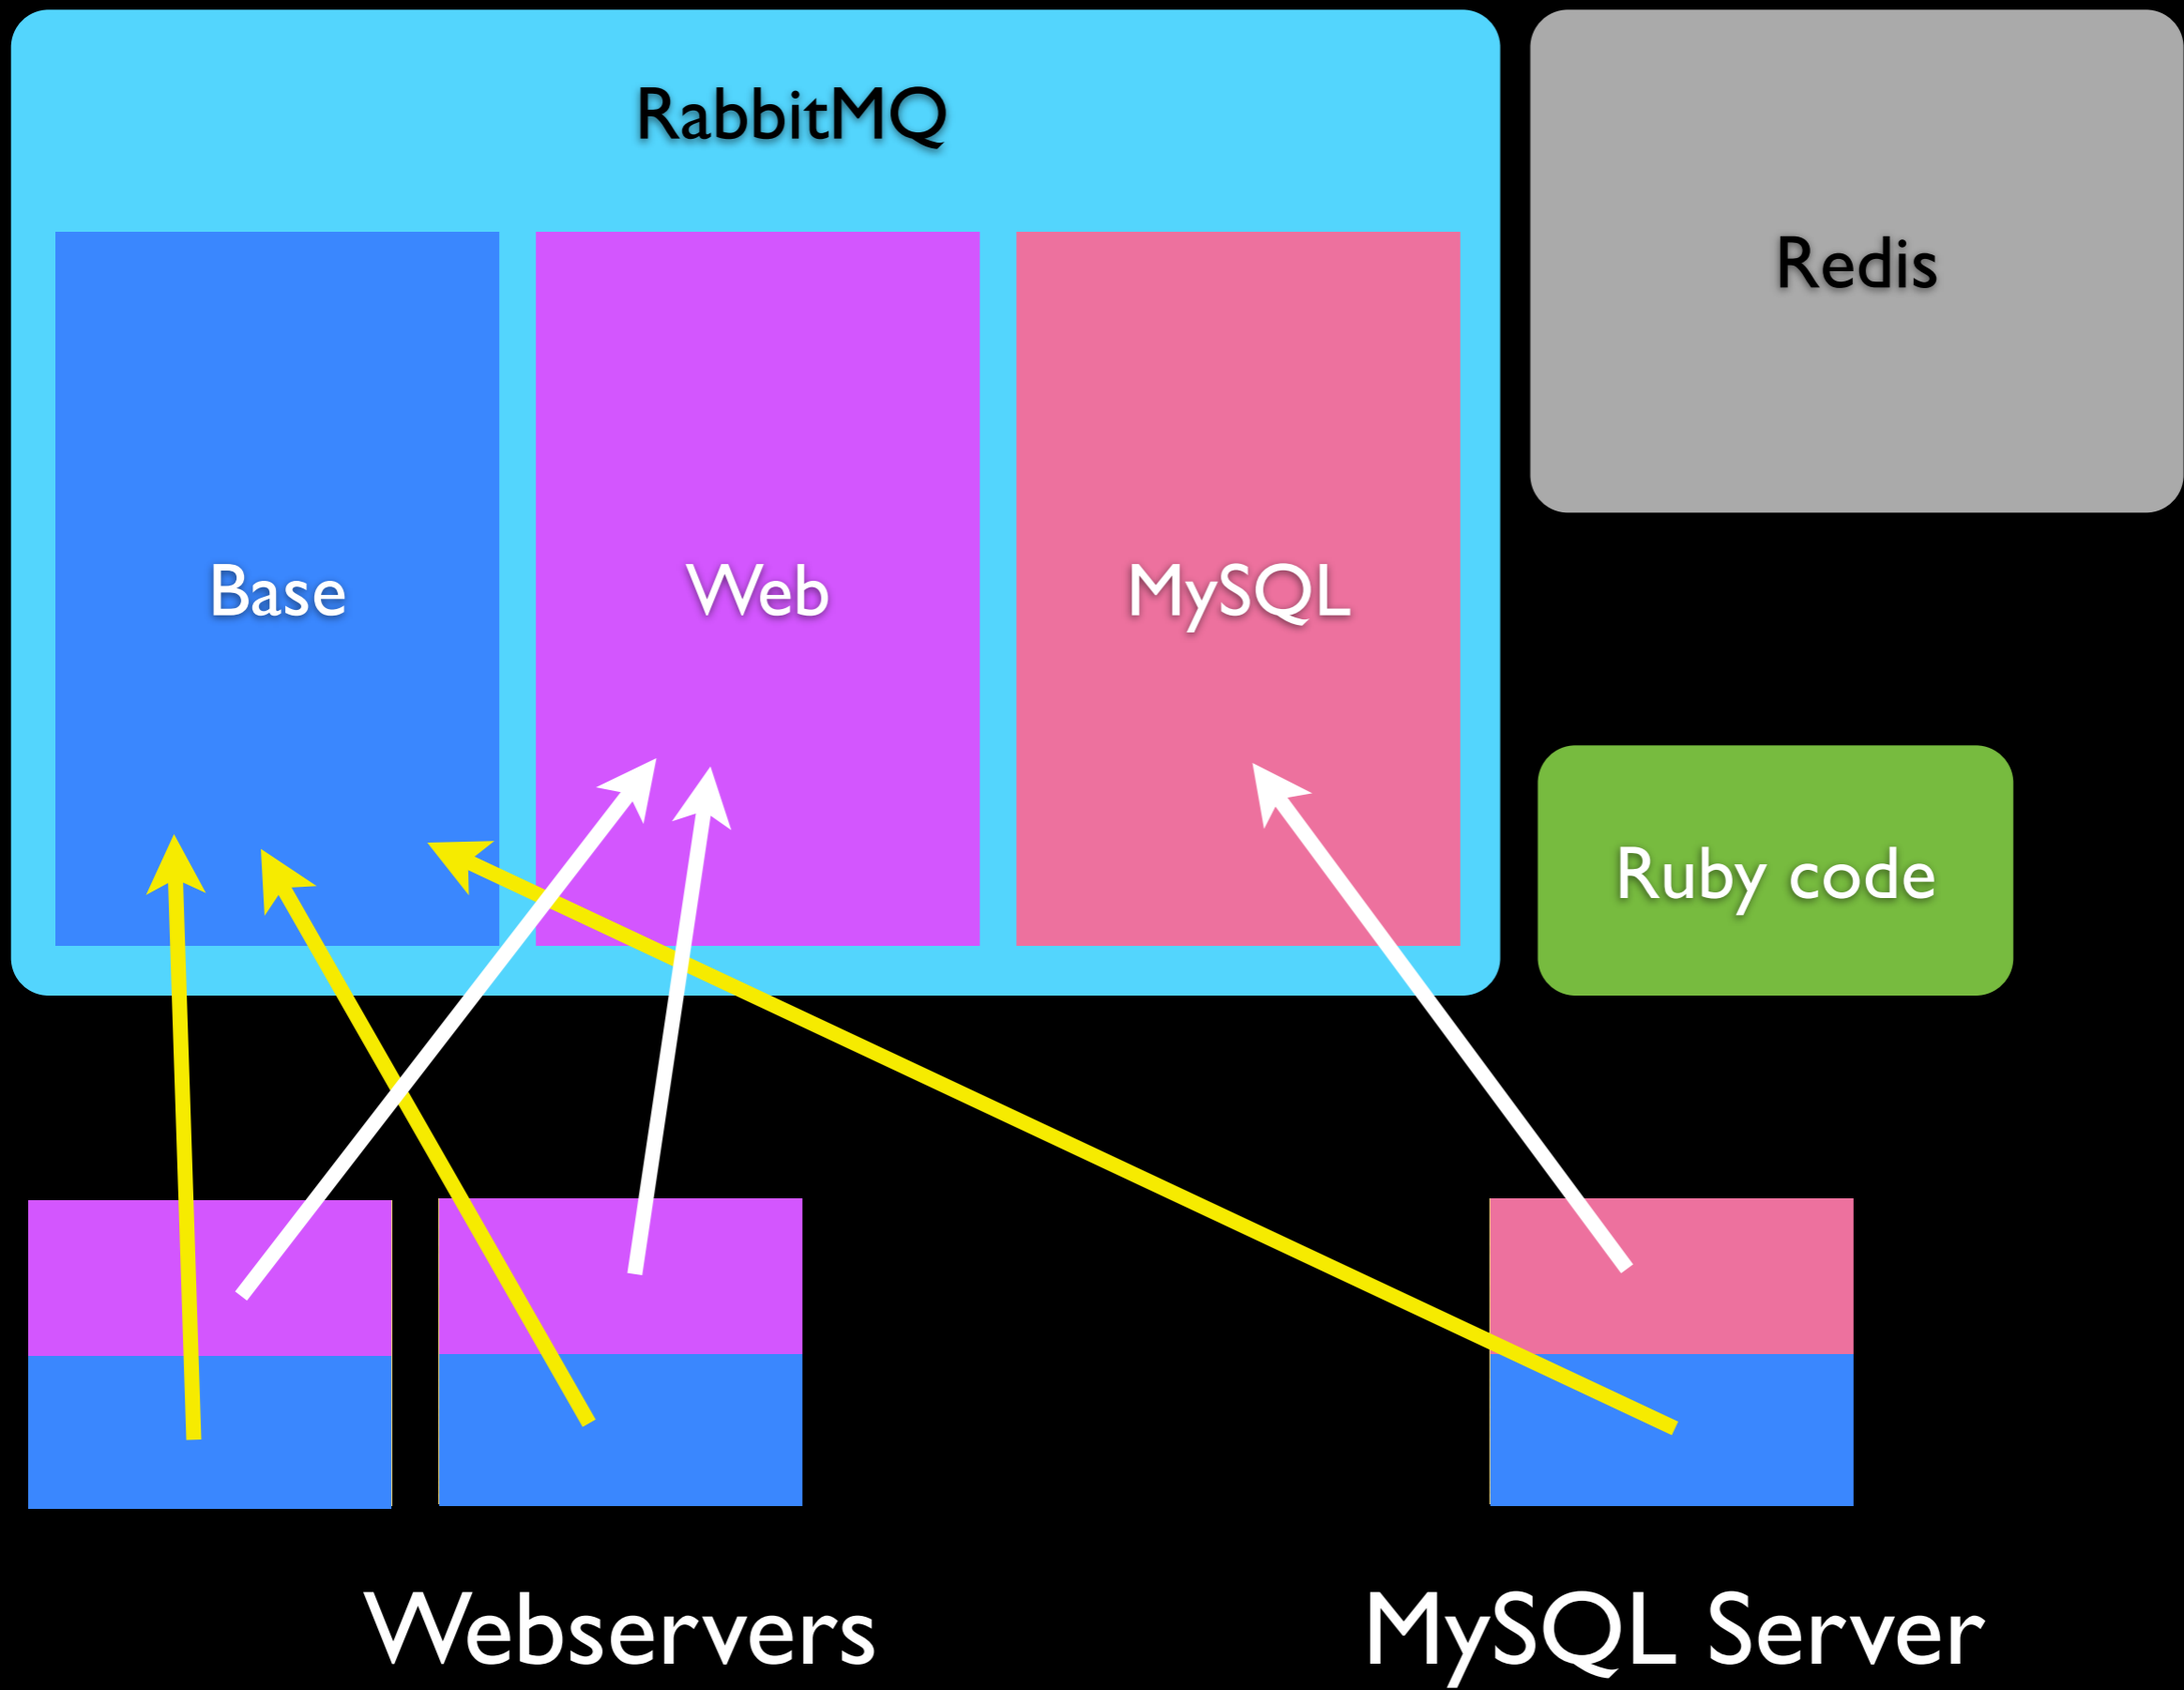 RabbitMQ
Redis
Base
Web
MySQL
Ruby code
Webservers
MySQL Server